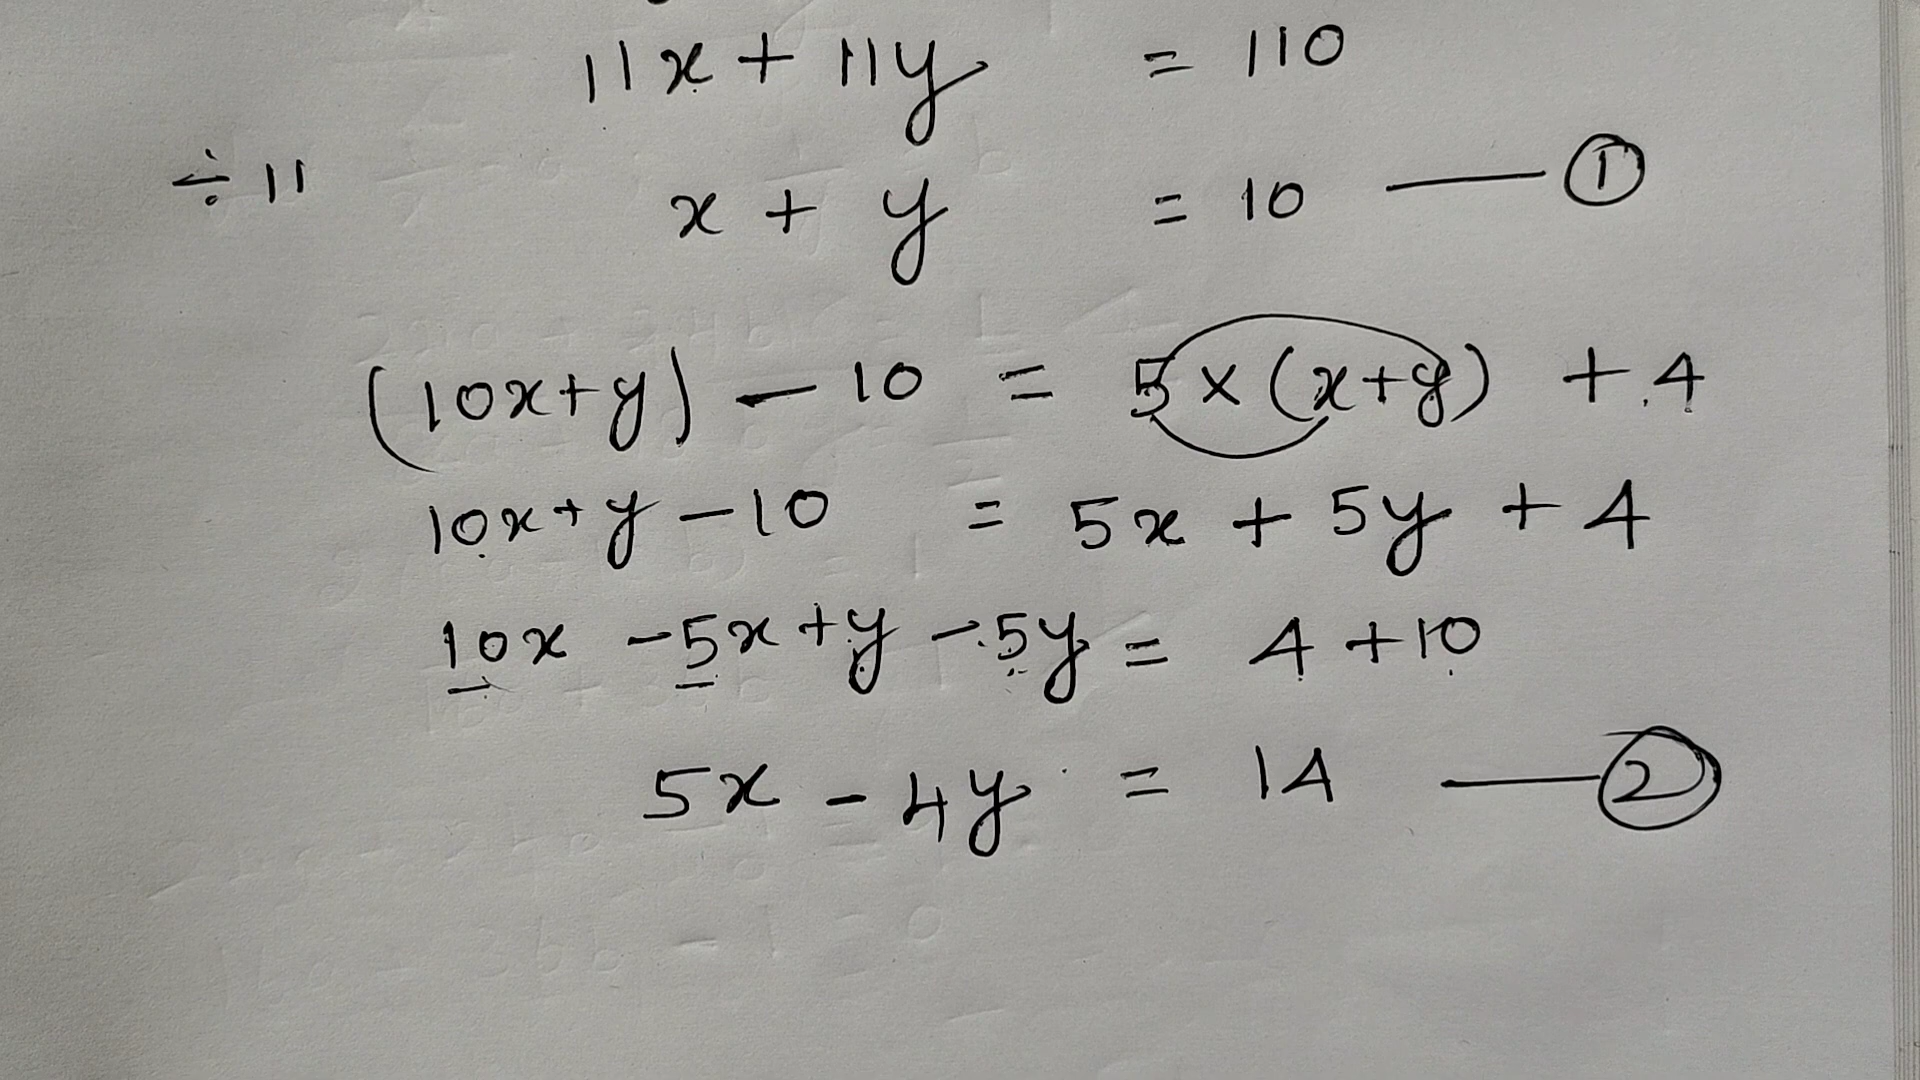 11x + 11y = 110
÷ 11 x + y = 10 — ①
(10x+y) - 10 = 5 × (x+y) + 4
10x + y - 10 = 5x + 5y + 4
10x - 5x + y - 5y = 4 + 10
5x - 4y = 14 — ②